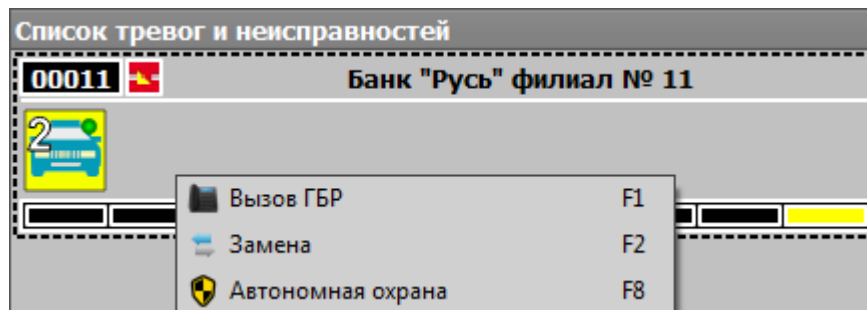 Список тревог и неисправностей
00011 Банк "Русь" филиал № 11
2
Вызов ГБР F1
Замена F2
Автономная охрана F8